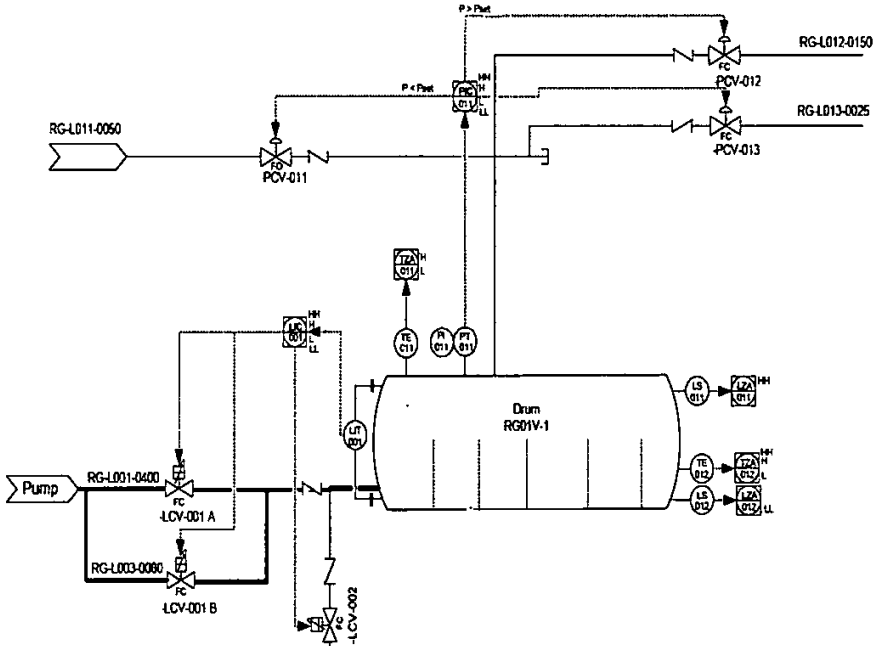 P > Pset
RG-L012-0150
FC
-PCV-012
P < Pset
PIC
011
HH
H
L
LL
RG-L013-0025
FC
-PCV-013
RG-L011-0050
FO
-PCV-011
TZA
011
H
L
LIC
001
HH
H
L
LL
TE
011
PI
011
PT
011
LS
011
LZA
011
HH
Drum
RG01V-1
LIT
001
TE
012
TZA
012
HH
H
L
LS
012
LZA
012
LL
Pump
RG-L001-0400
FC
-LCV-001 A
RG-L003-0080
FC
-LCV-001 B
FC
-LCV-002